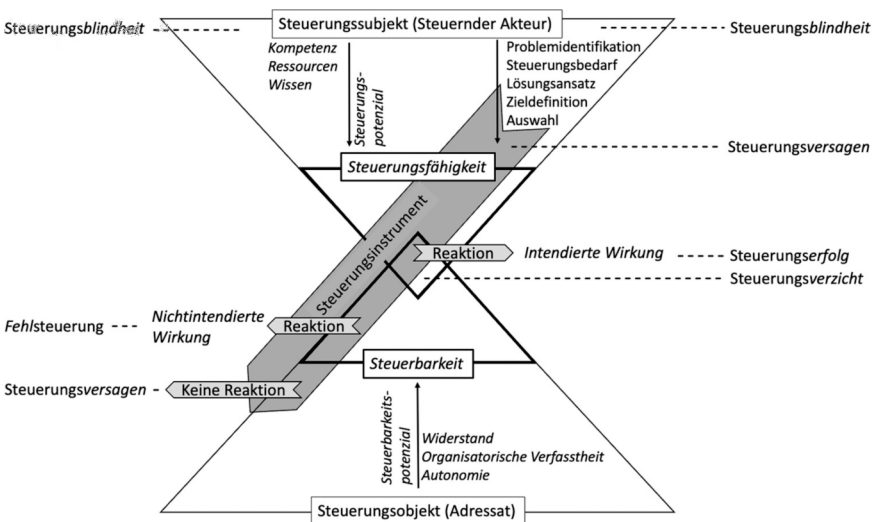 Steuerungssubjekt (Steuernder Akteur)
Steuerungsblindheit
Steuerungsblindheit
Kompetenz
Ressourcen
Wissen
Steuerungs-
potenzial
Problemidentifikation
Steuerungsbedarf
Lösungsansatz
Zieldefinition
Auswahl
Steuerungsversagen
Steuerungsfähigkeit
Steuerungsinstrument
Reaktion
Intendierte Wirkung
Steuerungserfolg
Steuerungsverzicht
Fehlsteuerung
Nichtintendierte
Wirkung
Reaktion
Steuerbarkeit
Steuerungsversagen
Keine Reaktion
Steuerbarkeits-
potenzial
Widerstand
Organisatorische Verfasstheit
Autonomie
Steuerungsobjekt (Adressat)